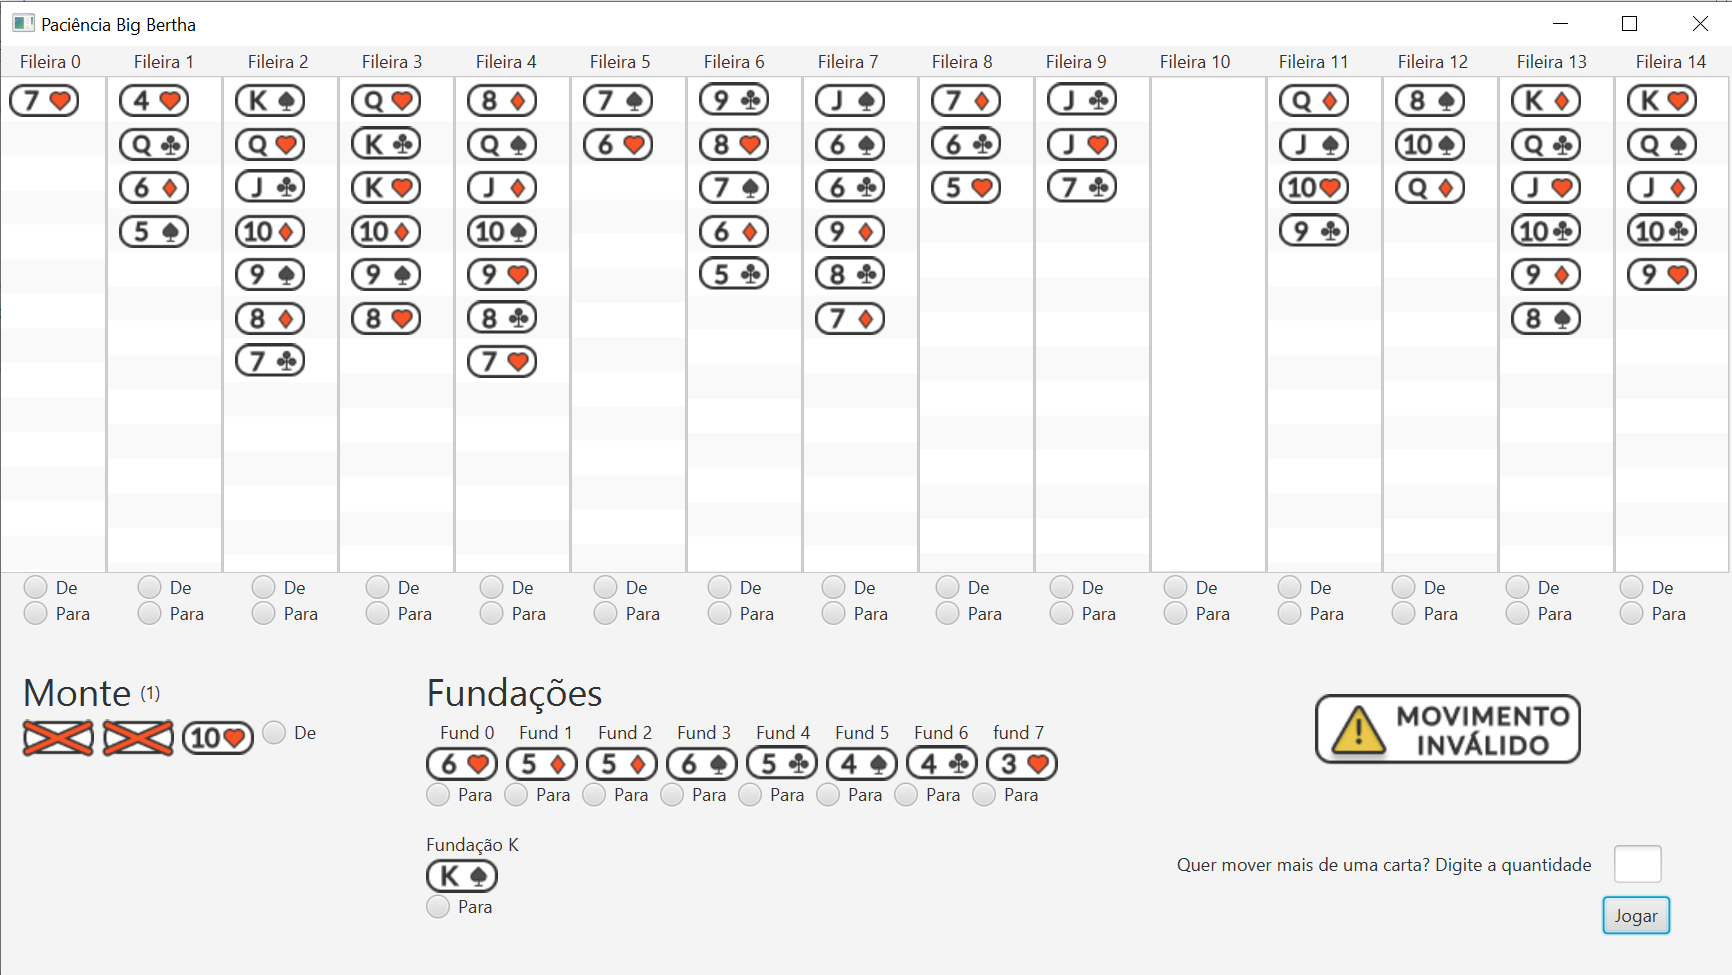 Paciência Big Bertha
Fileira 0 Fileira 1 Fileira 2 Fileira 3 Fileira 4 Fileira 5 Fileira 6 Fileira 7 Fileira 8 Fileira 9 Fileira 10 Fileira 11 Fileira 12 Fileira 13 Fileira 14
7♥ 4♥ K♠ Q♥ 8♦ 7♠ 9♣ J♠ 7♦ J♣ Q♦ 8♠ K♦ K♥
Q♣ Q♥ K♣ Q♠ 6♥ 8♥ 6♠ 6♣ J♥ J♠ 10♠ Q♣ Q♠
6♦ J♣ K♥ J♦ 7♠ 6♣ 5♥ 7♣ 10♥ Q♦ J♥ J♦
5♠ 10♦ 10♦ 10♠ 6♦ 9♦ 9♣ 10♣ 10♣
9♠ 9♠ 9♥ 5♣ 8♣ 9♦ 9♥
8♦ 8♥ 8♣ 7♦ 8♠
7♣ 7♥
De De De De De De De De De De De De De De De
Para Para Para Para Para Para Para Para Para Para Para Para Para Para Para
Monte (1)
10♥ De
Fundações
Fund 0 Fund 1 Fund 2 Fund 3 Fund 4 Fund 5 Fund 6 fund 7
6♥ 5♦ 5♦ 6♠ 5♣ 4♠ 4♣ 3♥
Para Para Para Para Para Para Para Para
MOVIMENTO
INVÁLIDO
Fundação K
K♠
Para
Quer mover mais de uma carta? Digite a quantidade
Jogar